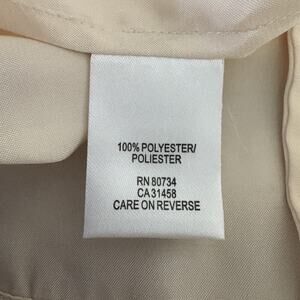 100% POLYESTER/
POLIESTER
RN 80734
CA 31458
CARE ON REVERSE